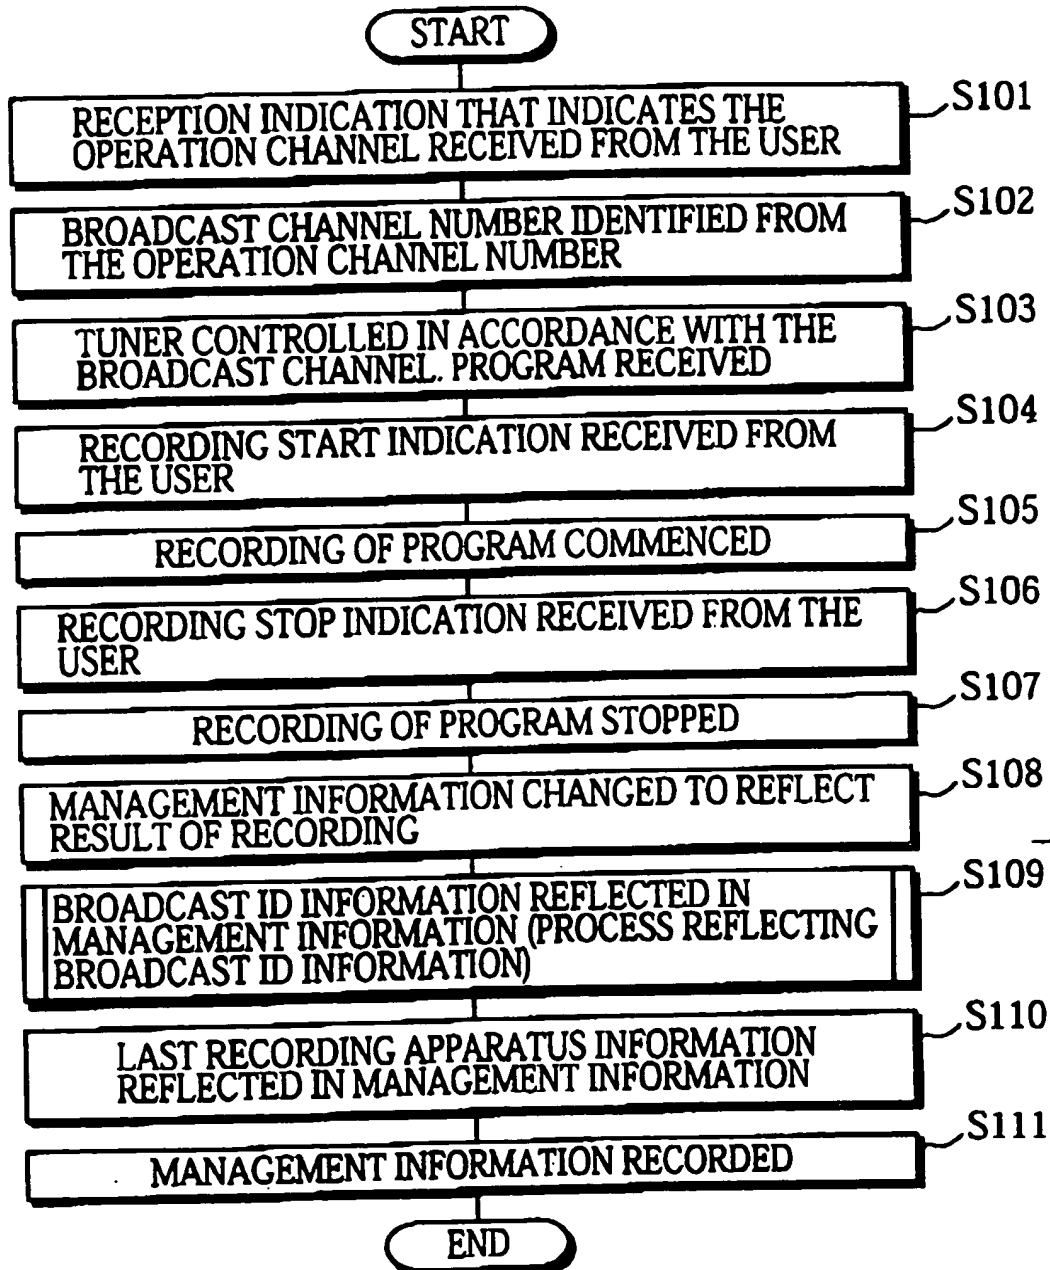 START
RECEPTION INDICATION THAT INDICATES THE
OPERATION CHANNEL RECEIVED FROM THE USER
S101
BROADCAST CHANNEL NUMBER IDENTIFIED FROM
THE OPERATION CHANNEL NUMBER
S102
TUNER CONTROLLED IN ACCORDANCE WITH THE
BROADCAST CHANNEL. PROGRAM RECEIVED
S103
RECORDING START INDICATION RECEIVED FROM
THE USER
S104
RECORDING OF PROGRAM COMMENCED
S105
RECORDING STOP INDICATION RECEIVED FROM THE
USER
S106
RECORDING OF PROGRAM STOPPED
S107
MANAGEMENT INFORMATION CHANGED TO REFLECT
RESULT OF RECORDING
S108
BROADCAST ID INFORMATION REFLECTED IN
MANAGEMENT INFORMATION (PROCESS REFLECTING
BROADCAST ID INFORMATION)
S109
LAST RECORDING APPARATUS INFORMATION
REFLECTED IN MANAGEMENT INFORMATION
S110
MANAGEMENT INFORMATION RECORDED
S111
END